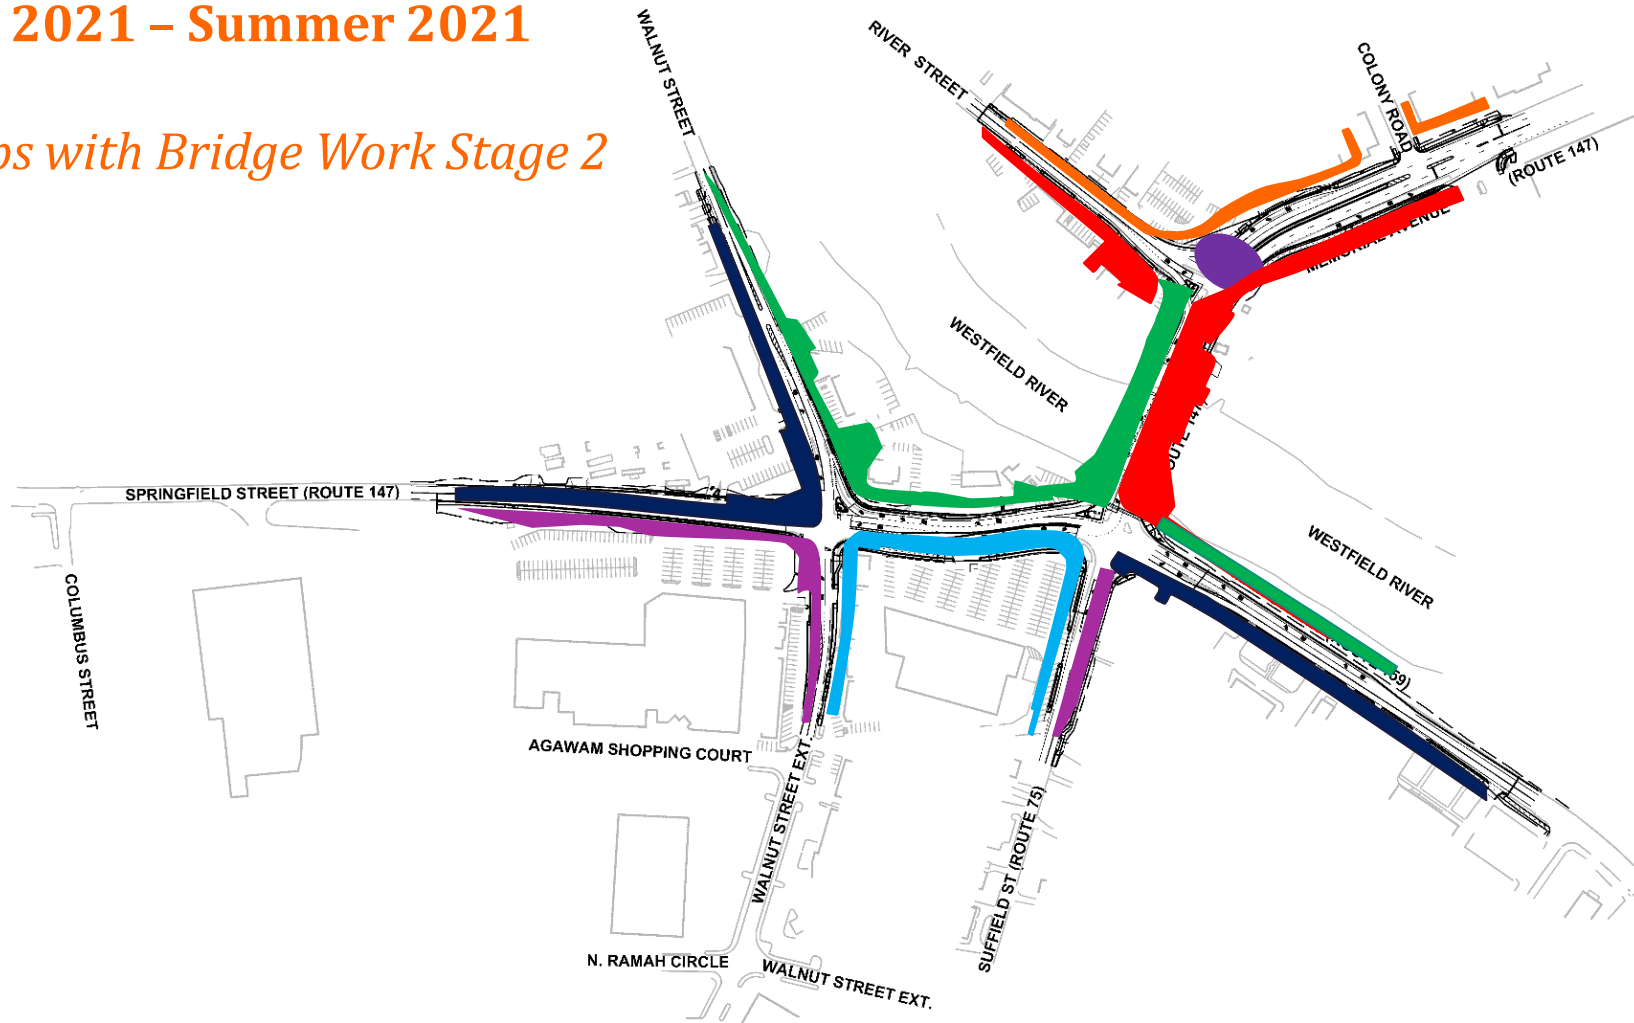 2021 – Summer 2021
with Bridge Work Stage 2
WALNUT STREET
RIVER STREET
COLONY ROAD
(ROUTE 147)
MEMORIAL AVENUE
WESTFIELD RIVER
SPRINGFIELD STREET (ROUTE 147)
WESTFIELD RIVER
COLUMBUS STREET
AGAWAM SHOPPING COURT
WALNUT STREET EXT.
SUFFIELD ST (ROUTE 75)
N. RAMAH CIRCLE
WALNUT STREET EXT.